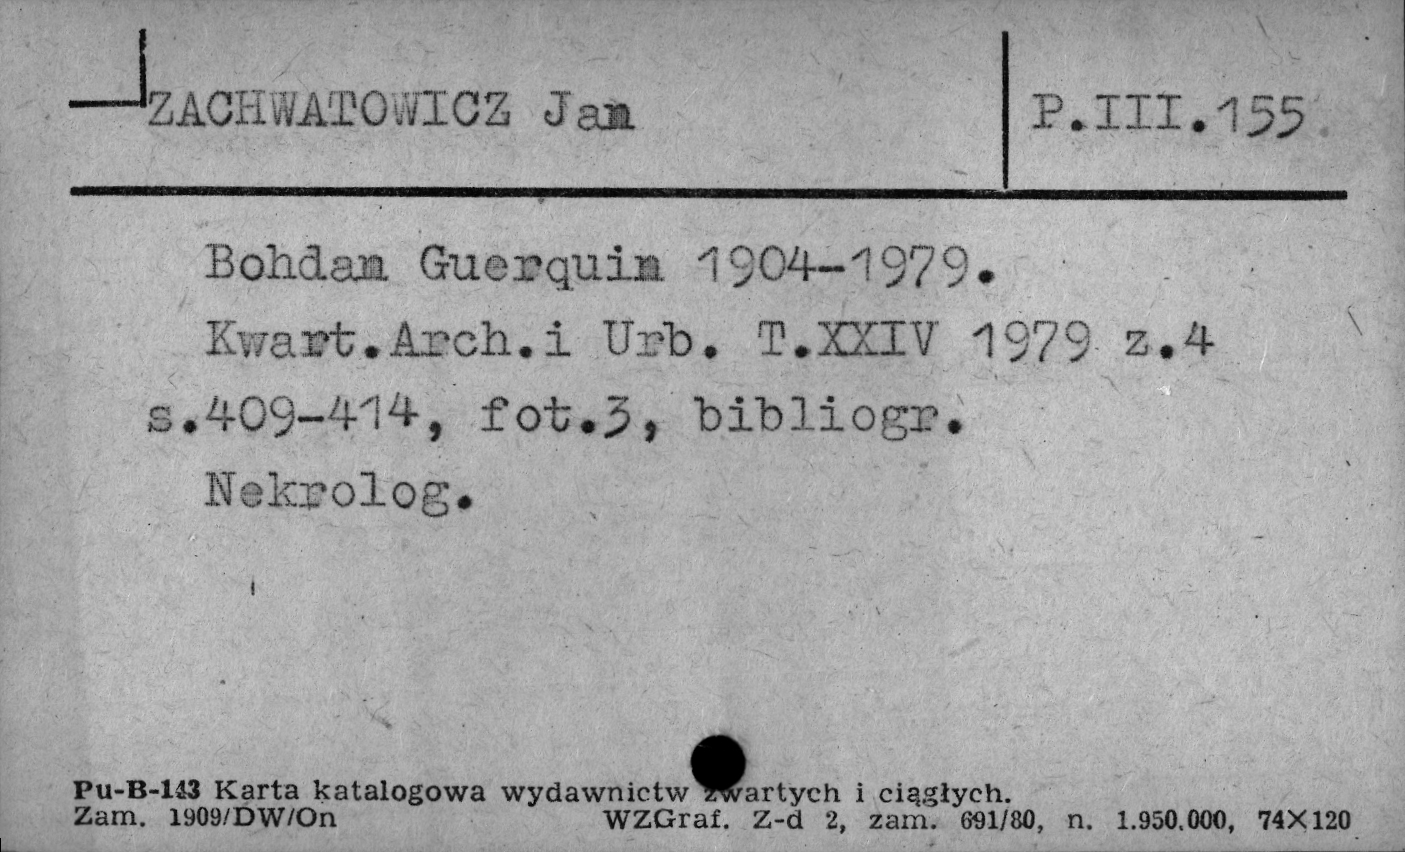 ZACHWATOWICZ Jan
P.III.155
Bohdan Guerquin 1904-1979.
Kwart.Arch.i Urb. T.XXIV 1979 z.4
s.409-414, fot.3, bibliogr.
Nekrolog.
Pu-B-143 Karta katalogowa wydawnictw zwartych i ciągłych.
Zam. 1909/DW/On WZGraf. Z-d 2, zam. 691/80, n. 1.950.000, 74X120